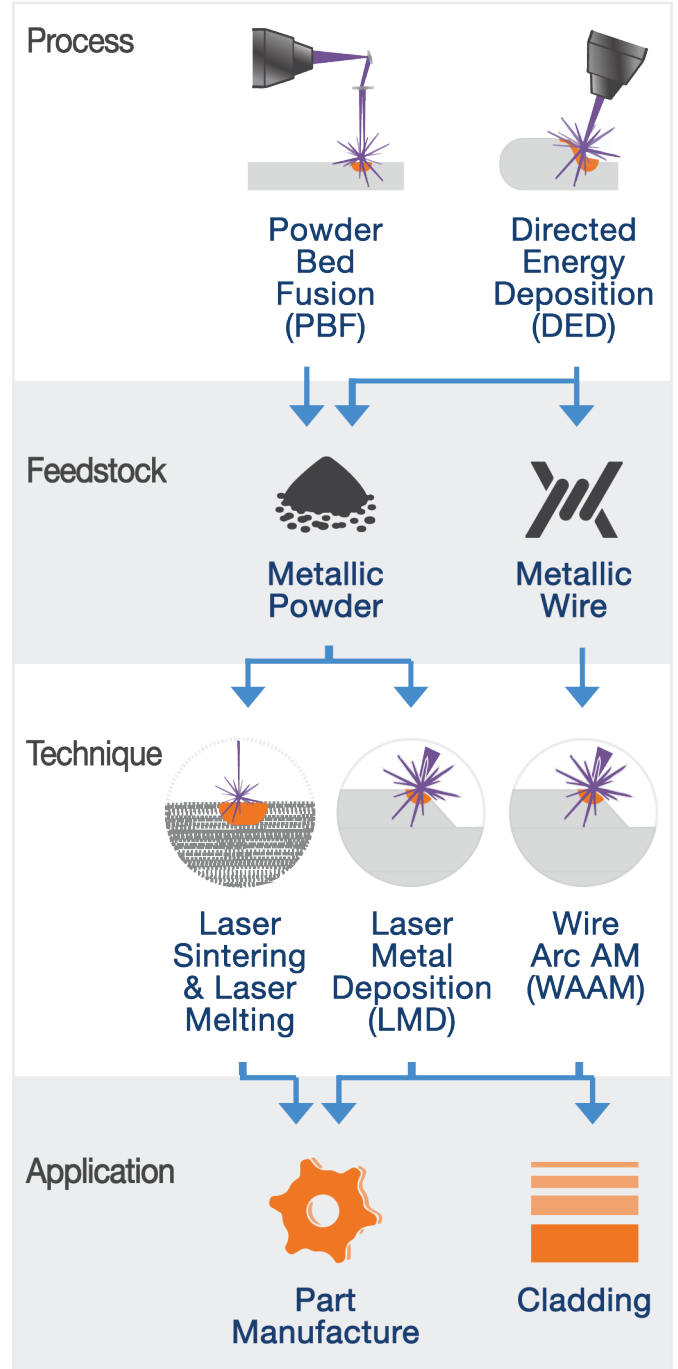 Process
Powder
Bed
Fusion
(PBF)
Directed
Energy
Deposition
(DED)
Feedstock
Metallic
Powder
Metallic
Wire
Technique
Laser
Sintering
& Laser
Melting
Laser
Metal
Deposition
(LMD)
Wire
Arc AM
(WAAM)
Application
Part
Manufacture
Cladding